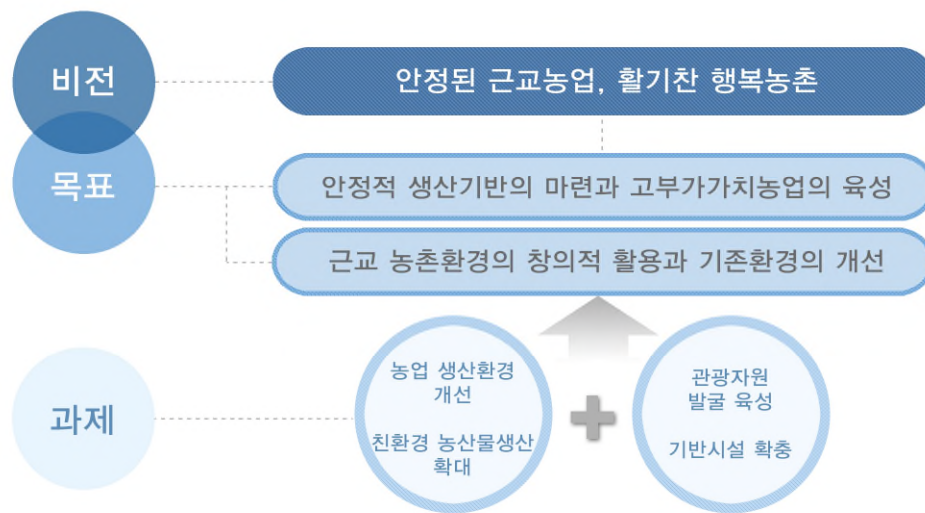 비전
안정된 근교농업, 활기찬 행복농촌
목표
안정적 생산기반의 마련과 고부가가치농업의 육성
근교 농촌환경의 창의적 활용과 기존환경의 개선
과제
농업 생산환경
개선
친환경 농산물생산
확대
+
관광자원
발굴 육성
기반시설 확충